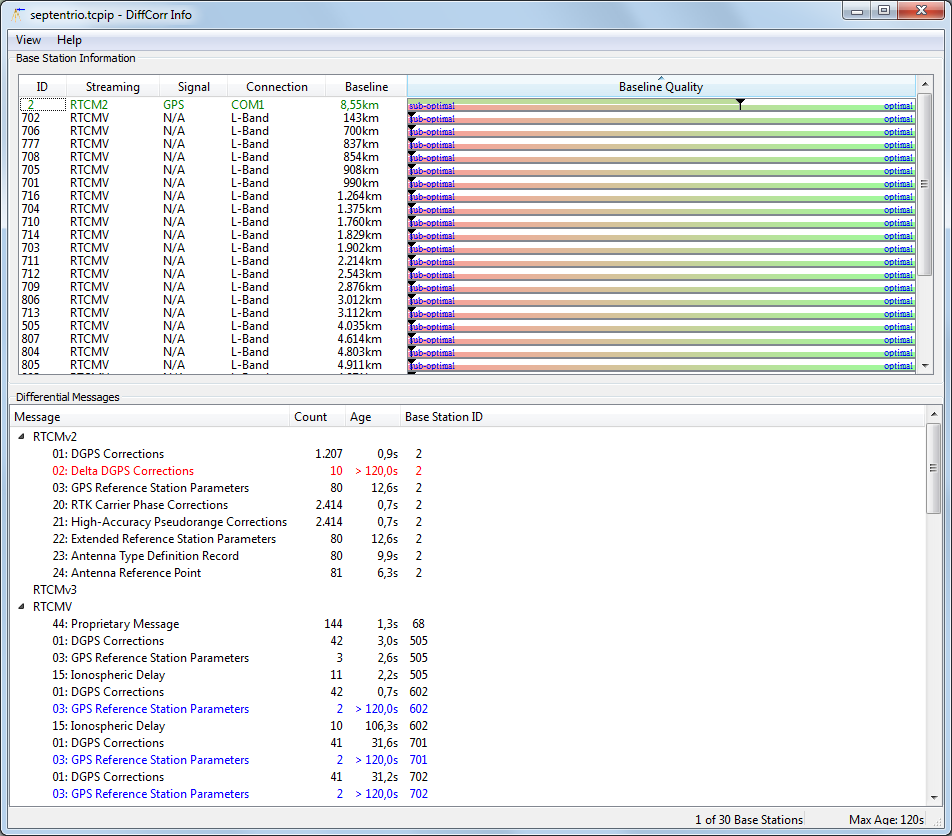 septentrio.tcpip - DiffCorr Info
View Help
Base Station Information
ID Streaming Signal Connection Baseline Baseline Quality
2 RTCM2 GPS COM1 8,55km sub-optimal optimal
702 RTCMV N/A L-Band 143km sub-optimal optimal
706 RTCMV N/A L-Band 700km sub-optimal optimal
777 RTCMV N/A L-Band 837km sub-optimal optimal
708 RTCMV N/A L-Band 854km sub-optimal optimal
705 RTCMV N/A L-Band 908km sub-optimal optimal
701 RTCMV N/A L-Band 990km sub-optimal optimal
716 RTCMV N/A L-Band 1.264km sub-optimal optimal
704 RTCMV N/A L-Band 1.375km sub-optimal optimal
710 RTCMV N/A L-Band 1.760km sub-optimal optimal
714 RTCMV N/A L-Band 1.829km sub-optimal optimal
703 RTCMV N/A L-Band 1.902km sub-optimal optimal
711 RTCMV N/A L-Band 2.214km sub-optimal optimal
712 RTCMV N/A L-Band 2.543km sub-optimal optimal
709 RTCMV N/A L-Band 2.876km sub-optimal optimal
806 RTCMV N/A L-Band 3.012km sub-optimal optimal
713 RTCMV N/A L-Band 3.112km sub-optimal optimal
505 RTCMV N/A L-Band 4.035km sub-optimal optimal
807 RTCMV N/A L-Band 4.614km sub-optimal optimal
804 RTCMV N/A L-Band 4.803km sub-optimal optimal
805 RTCMV N/A L-Band 4.911km sub-optimal optimal
Differential Messages
Message Count Age Base Station ID
RTCMv2
01: DGPS Corrections 1.207 0,9s 2
02: Delta DGPS Corrections 10 > 120,0s 2
03: GPS Reference Station Parameters 80 12,6s 2
20: RTK Carrier Phase Corrections 2.414 0,7s 2
21: High-Accuracy Pseudorange Corrections 2.414 0,7s 2
22: Extended Reference Station Parameters 80 12,6s 2
23: Antenna Type Definition Record 80 9,9s 2
24: Antenna Reference Point 81 6,3s 2
RTCMv3
RTCMV
44: Proprietary Message 144 1,3s 68
01: DGPS Corrections 42 3,0s 505
03: GPS Reference Station Parameters 3 2,6s 505
15: Ionospheric Delay 11 2,2s 505
01: DGPS Corrections 42 0,7s 602
03: GPS Reference Station Parameters 2 > 120,0s 602
15: Ionospheric Delay 10 106,3s 602
01: DGPS Corrections 41 31,6s 701
03: GPS Reference Station Parameters 2 > 120,0s 701
01: DGPS Corrections 41 31,2s 702
03: GPS Reference Station Parameters 2 > 120,0s 702
1 of 30 Base Stations Max Age: 120s